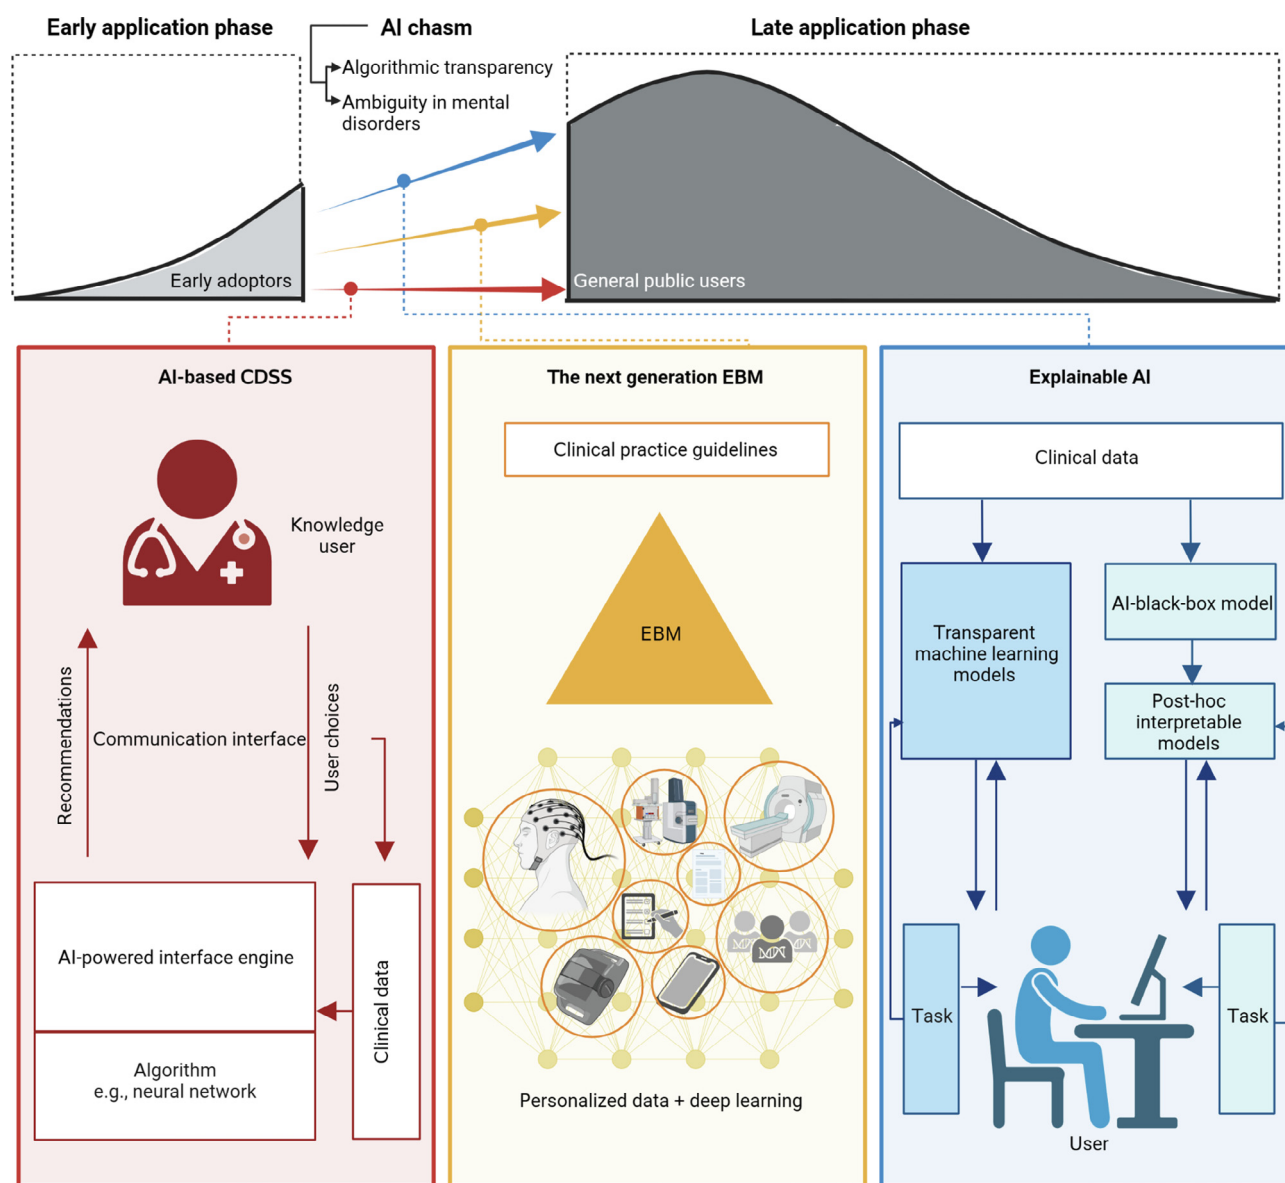 Early application phase
AI chasm
Late application phase
Algorithmic transparency
Ambiguity in mental
disorders
Early adoptors
General public users
AI-based CDSS
Knowledge
user
Recommendations
Communication interface
User choices
AI-powered interface engine
Algorithm
e.g., neural network
Clinical data
The next generation EBM
Clinical practice guidelines
EBM
Personalized data + deep learning
Explainable AI
Clinical data
Transparent
machine learning
models
AI-black-box model
Post-hoc
interpretable
models
Task
Task
User